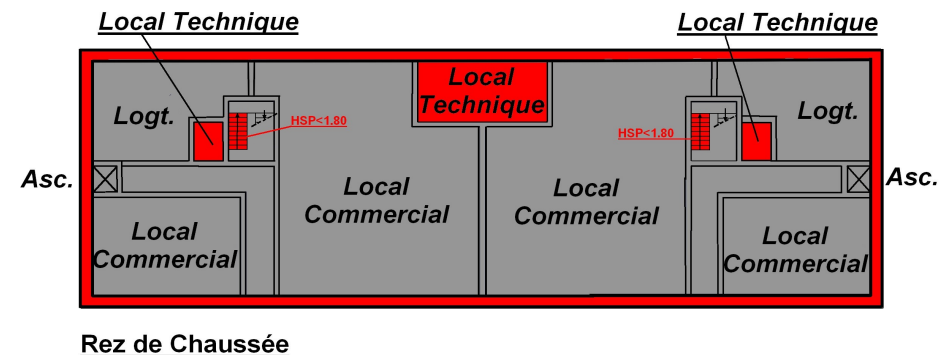 Local Technique
Local Technique
Local
Technique
Logt.
Logt.
HSP<1.80
HSP<1.80
Asc.
Asc.
Local
Commercial
Local
Commercial
Local
Commercial
Local
Commercial
Rez de Chaussée